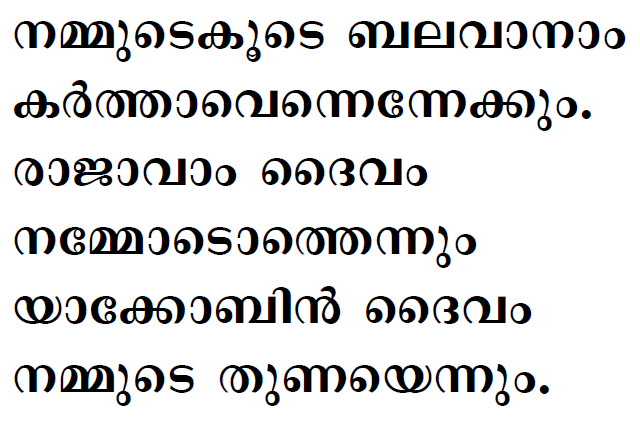 നമ്മുടെകൂടെ ബലവാനാം
കർത്താവെന്നെന്നേക്കും.
രാജാവാം ദൈവം
നമ്മോടൊത്തെന്നും
യാക്കോബിൻ ദൈവം
നമ്മുടെ തുണയെന്നും.